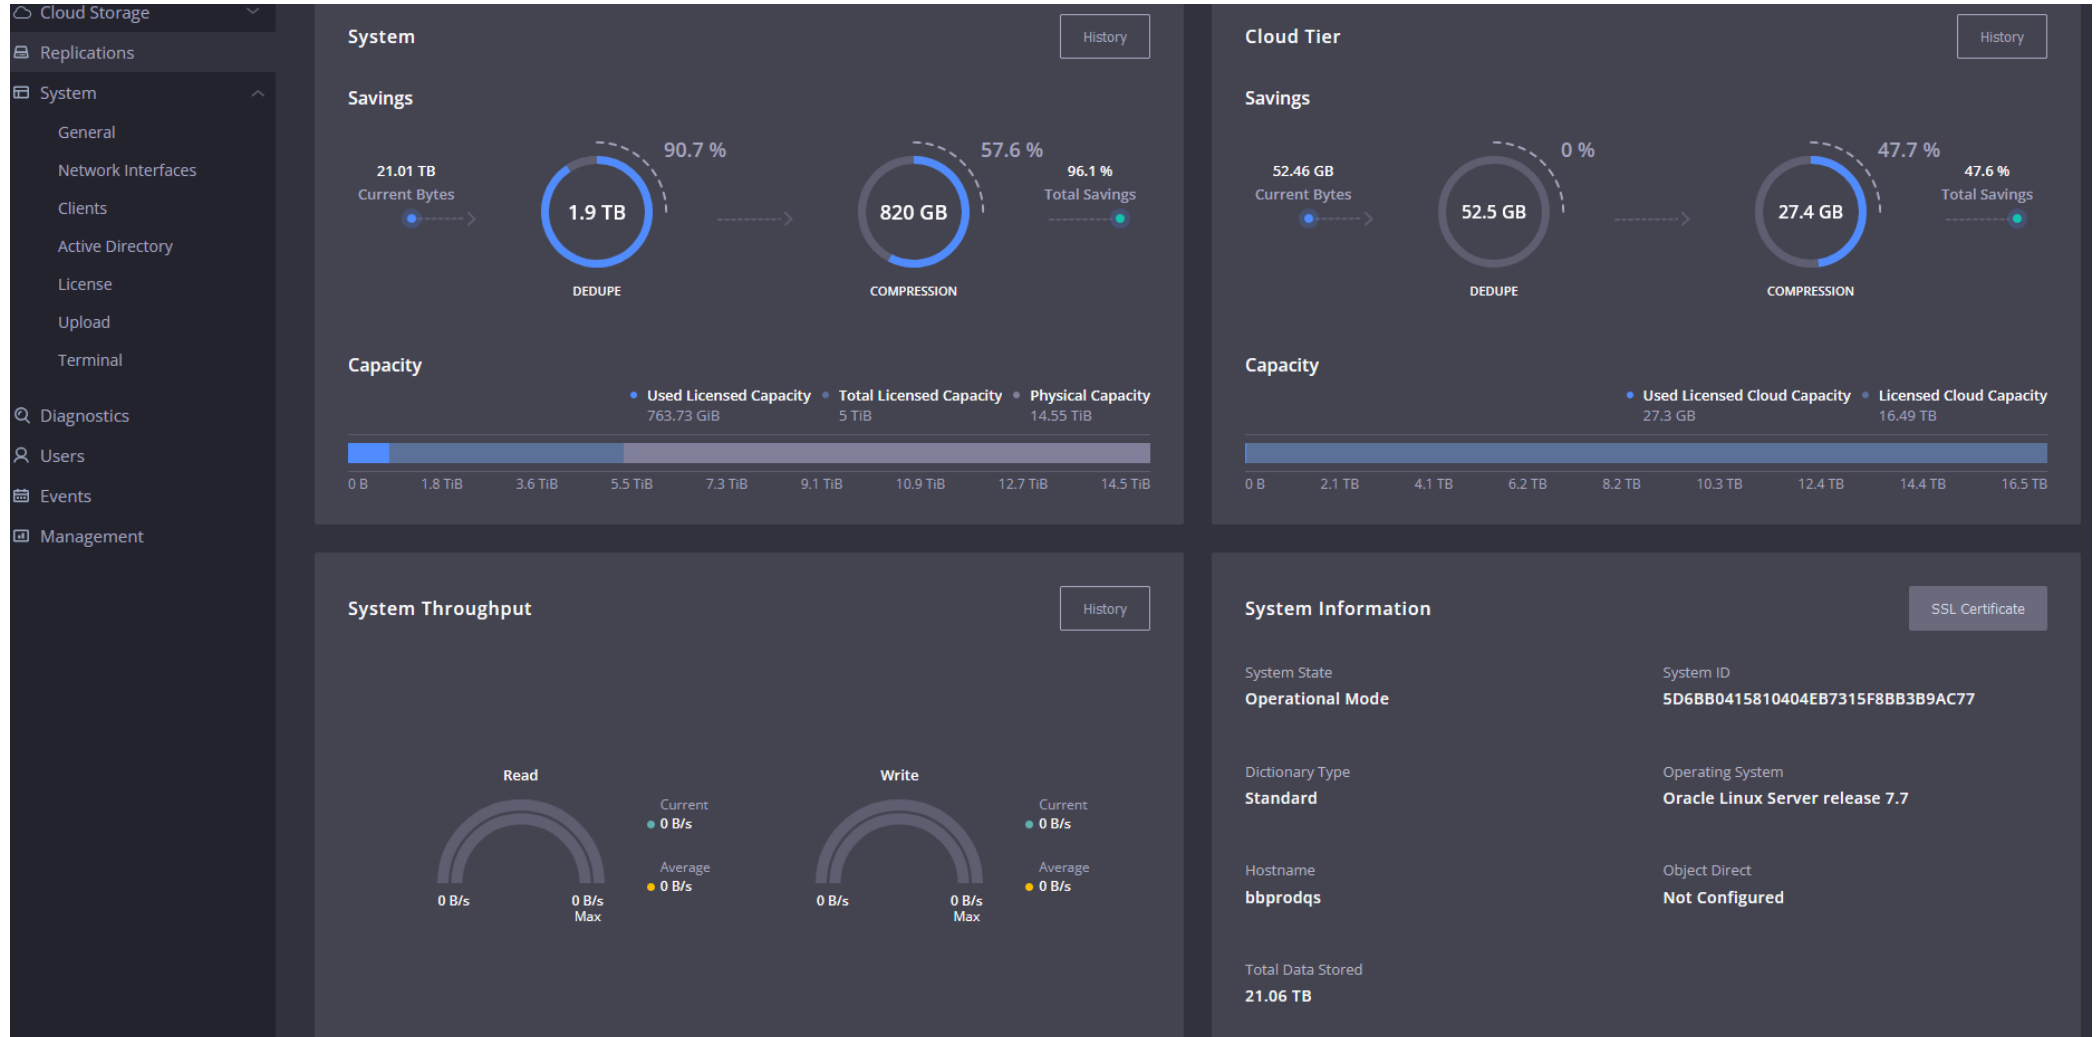 Cloud Storage
Replications
System
General
Network Interfaces
Clients
Active Directory
License
Upload
Terminal
Diagnostics
Users
Events
Management
System
History
Savings
21.01 TB
Current Bytes
90.7 %
1.9 TB
DEDUPE
57.6 %
820 GB
COMPRESSION
96.1 %
Total Savings
Capacity
Used Licensed Capacity
763.73 GiB
Total Licensed Capacity
5 TiB
Physical Capacity
14.55 TiB
0 B 1.8 TiB 3.6 TiB 5.5 TiB 7.3 TiB 9.1 TiB 10.9 TiB 12.7 TiB 14.5 TiB
Cloud Tier
History
Savings
52.46 GB
Current Bytes
0 %
52.5 GB
DEDUPE
47.7 %
27.4 GB
COMPRESSION
47.6 %
Total Savings
Capacity
Used Licensed Cloud Capacity
27.3 GB
Licensed Cloud Capacity
16.49 TB
0 B 2.1 TB 4.1 TB 6.2 TB 8.2 TB 10.3 TB 12.4 TB 14.4 TB 16.5 TB
System Throughput
History
Read
Current
0 B/s
Average
0 B/s
0 B/s 0 B/s
Max
Write
Current
0 B/s
Average
0 B/s
0 B/s 0 B/s
Max
System Information
SSL Certificate
System State
Operational Mode
System ID
5D6BB0415810404EB7315F8BB3B9AC77
Dictionary Type
Standard
Operating System
Oracle Linux Server release 7.7
Hostname
bbprodqs
Object Direct
Not Configured
Total Data Stored
21.06 TB